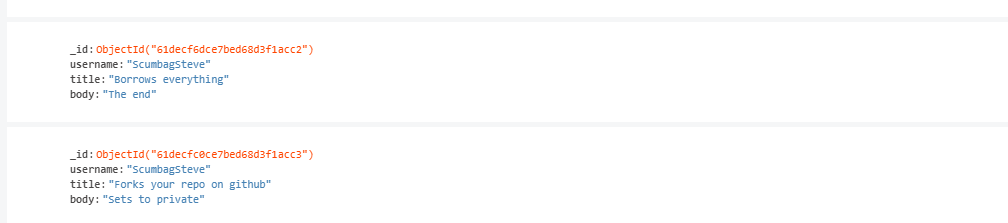 _id: ObjectId("61decf6dce7bed68d3f1acc2")
username: "ScumbagSteve"
title: "Borrows everything"
body: "The end"
_id: ObjectId("61decfc0ce7bed68d3f1acc3")
username: "ScumbagSteve"
title: "Forks your repo on github"
body: "Sets to private"